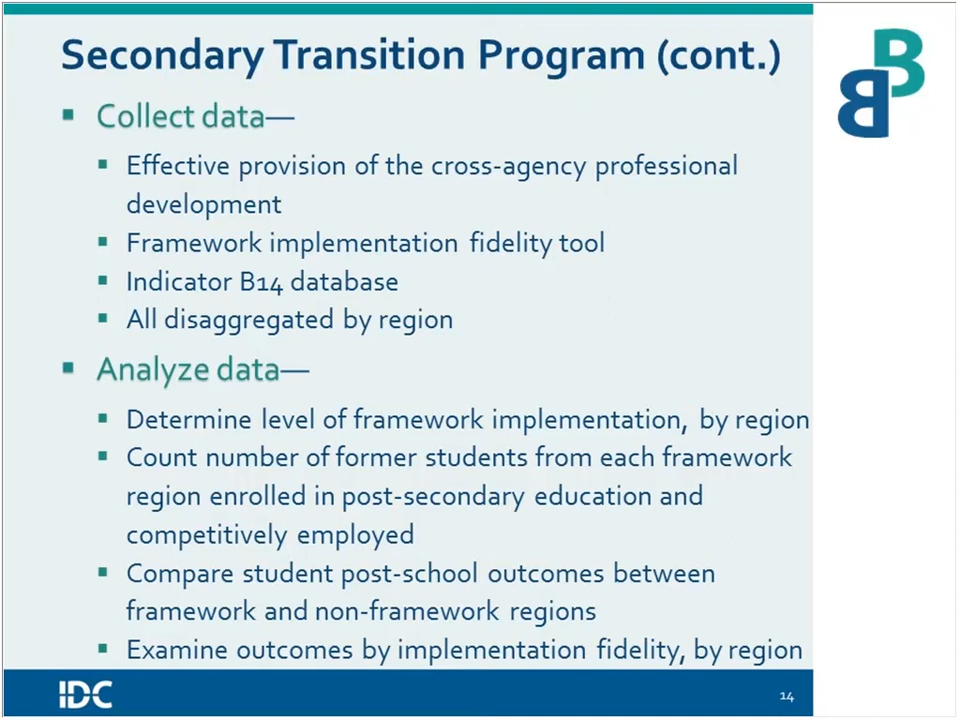 Secondary Transition Program (cont.)
B
B
▪ Collect data—
▪ Effective provision of the cross-agency professional
development
▪ Framework implementation fidelity tool
▪ Indicator B14 database
▪ All disaggregated by region
▪ Analyze data—
▪ Determine level of framework implementation, by region
▪ Count number of former students from each framework
region enrolled in post-secondary education and
competitively employed
▪ Compare student post-school outcomes between
framework and non-framework regions
▪ Examine outcomes by implementation fidelity, by region
IDC
14